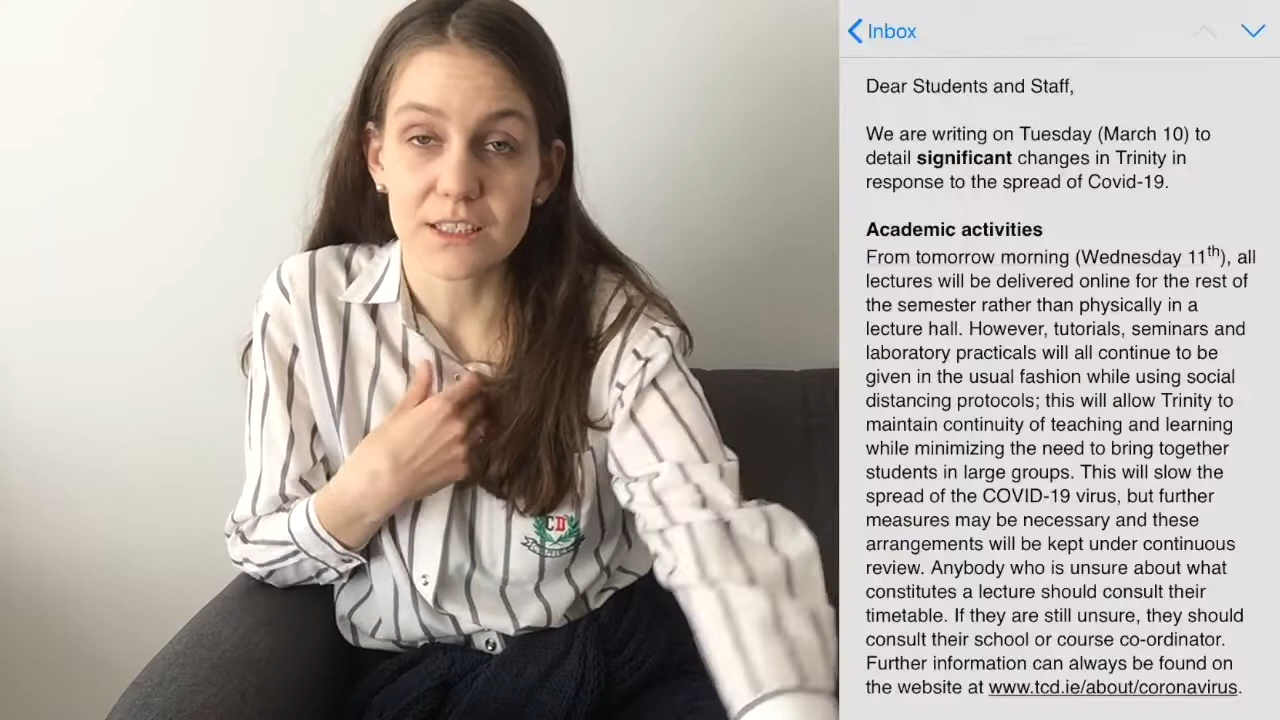 Inbox
Dear Students and Staff,
We are writing on Tuesday (March 10) to
detail significant changes in Trinity in
response to the spread of Covid-19.
Academic activities
From tomorrow morning (Wednesday 11th), all
lectures will be delivered online for the rest of
the semester rather than physically in a
lecture hall. However, tutorials, seminars and
laboratory practicals will all continue to be
given in the usual fashion while using social
distancing protocols; this will allow Trinity to
maintain continuity of teaching and learning
while minimizing the need to bring together
students in large groups. This will slow the
spread of the COVID-19 virus, but further
measures may be necessary and these
arrangements will be kept under continuous
review. Anybody who is unsure about what
constitutes a lecture should consult their
timetable. If they are still unsure, they should
consult their school or course co-ordinator.
Further information can always be found on
the website at www.tcd.ie/about/coronavirus.
CD